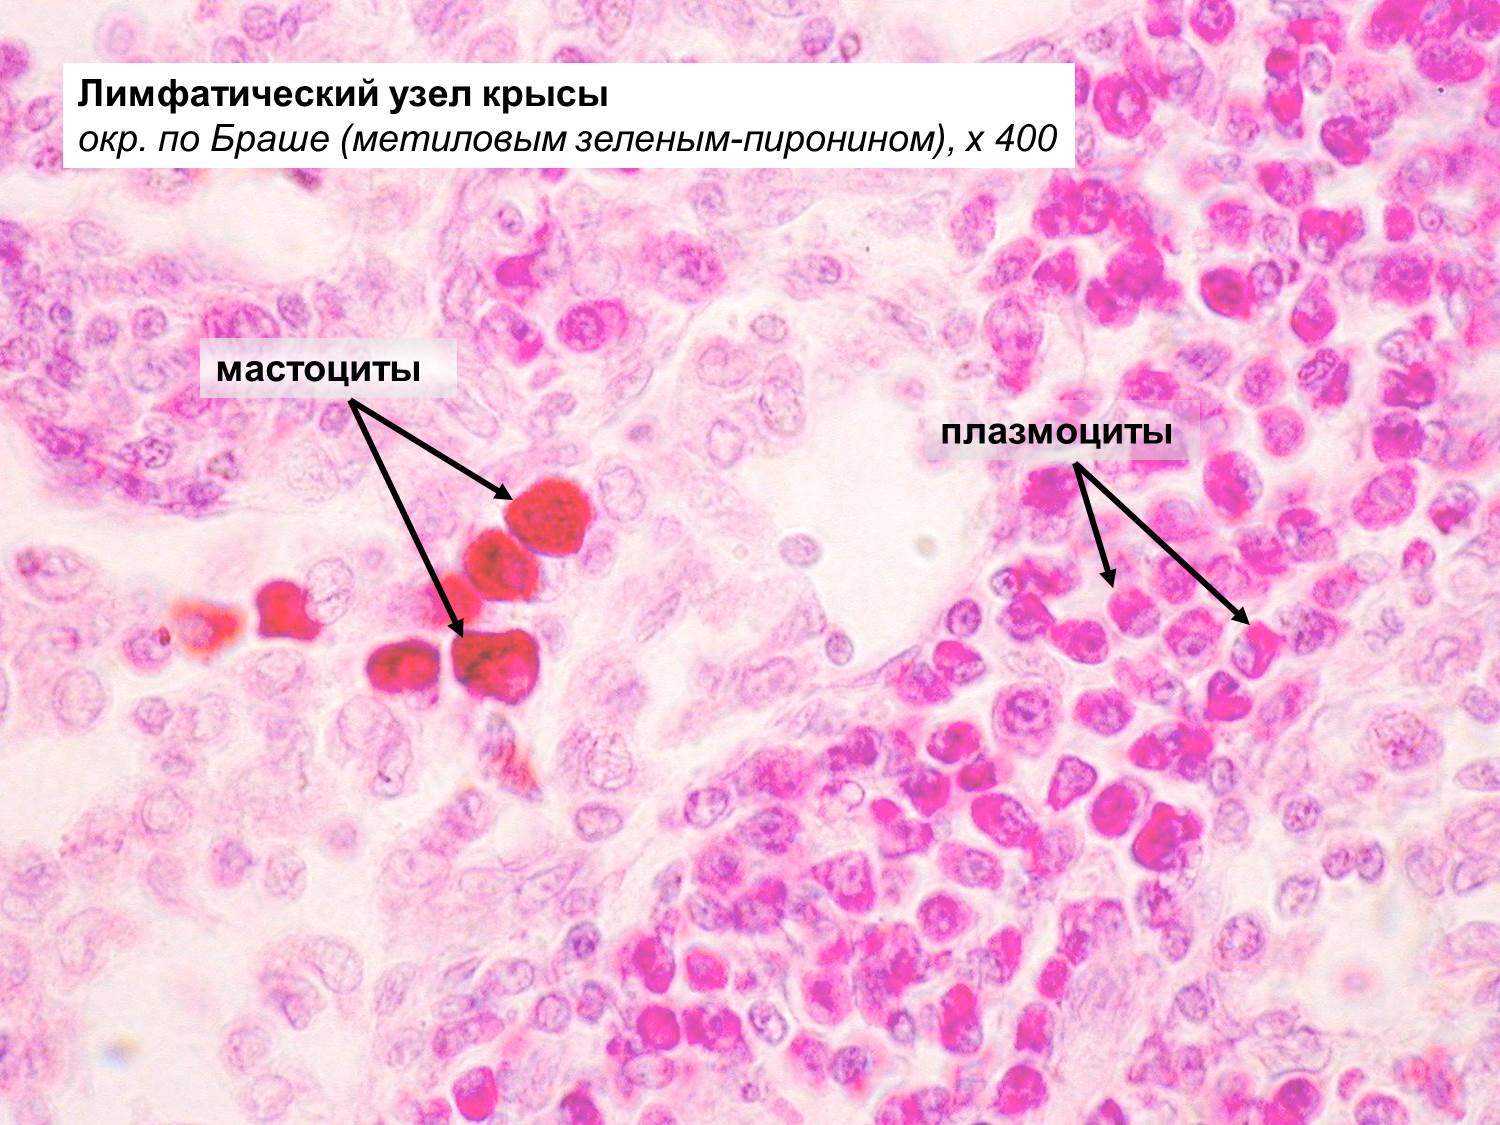 Лимфатический узел крысы
окр. по Браше (метиловым зеленым-пиронином), х 400
мастоциты
плазмоциты